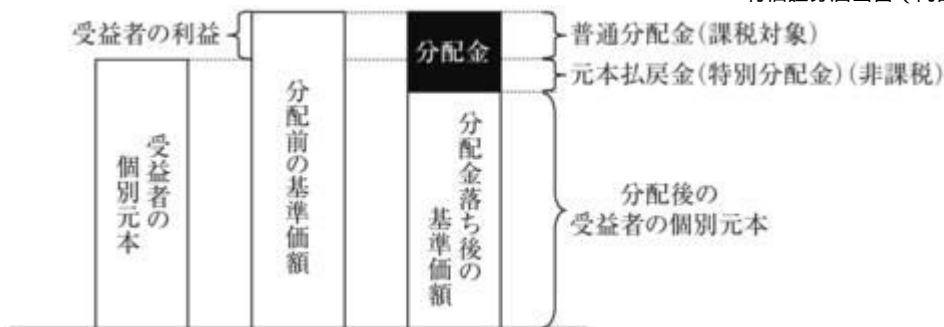 受益者の利益
分配金
普通分配金(課税対象)
元本払戻金(特別分配金)(非課税)
受益者の
個別元本
分配前の基準価額
分配金落ち後の
基準価額
分配後の
受益者の個別元本